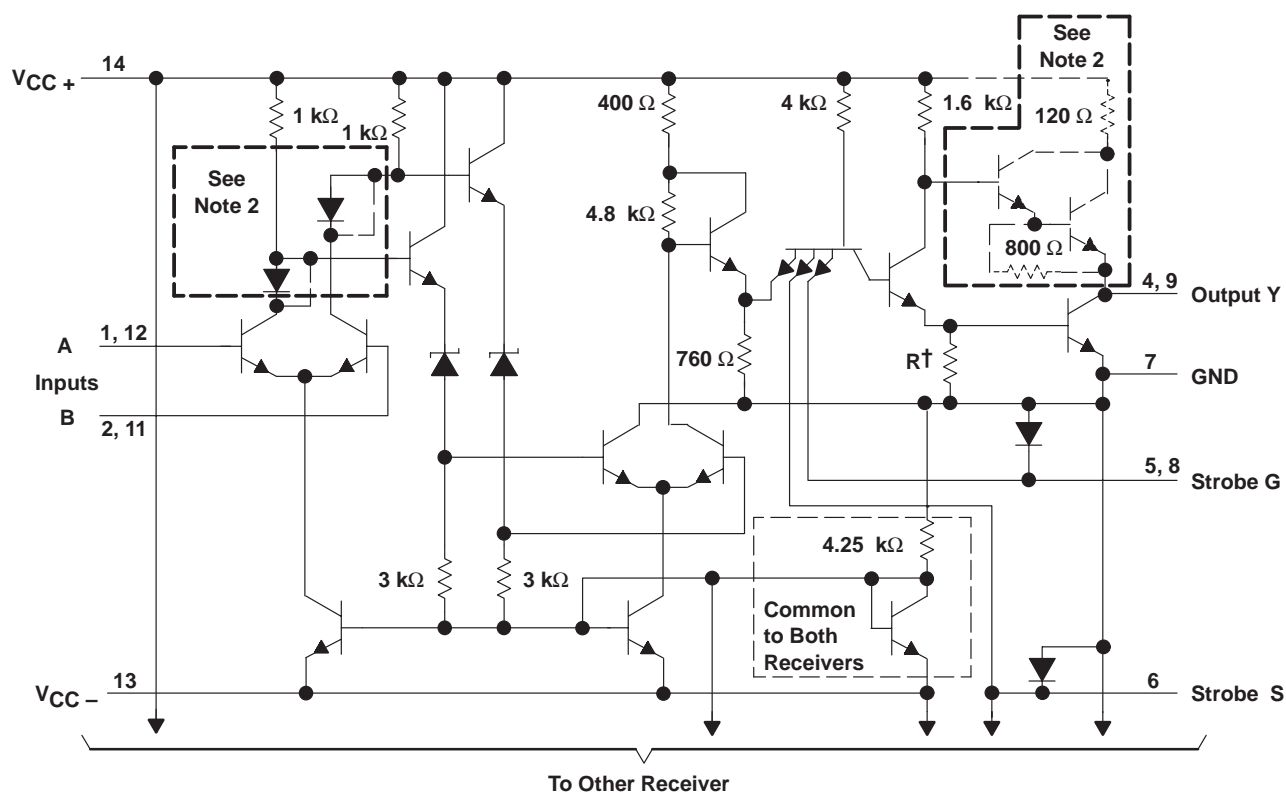 See
Note 2
VCC +
14
400 Ω
4 kΩ
1.6 kΩ
120 Ω
1 kΩ
1 kΩ
See
Note 2
4.8 kΩ
800 Ω
4, 9
Output Y
A
1, 12
760 Ω
R†
7
GND
Inputs
B
2, 11
5, 8
Strobe G
4.25 kΩ
3 kΩ
3 kΩ
Common
to Both
Receivers
VCC –
13
6
Strobe S
To Other Receiver